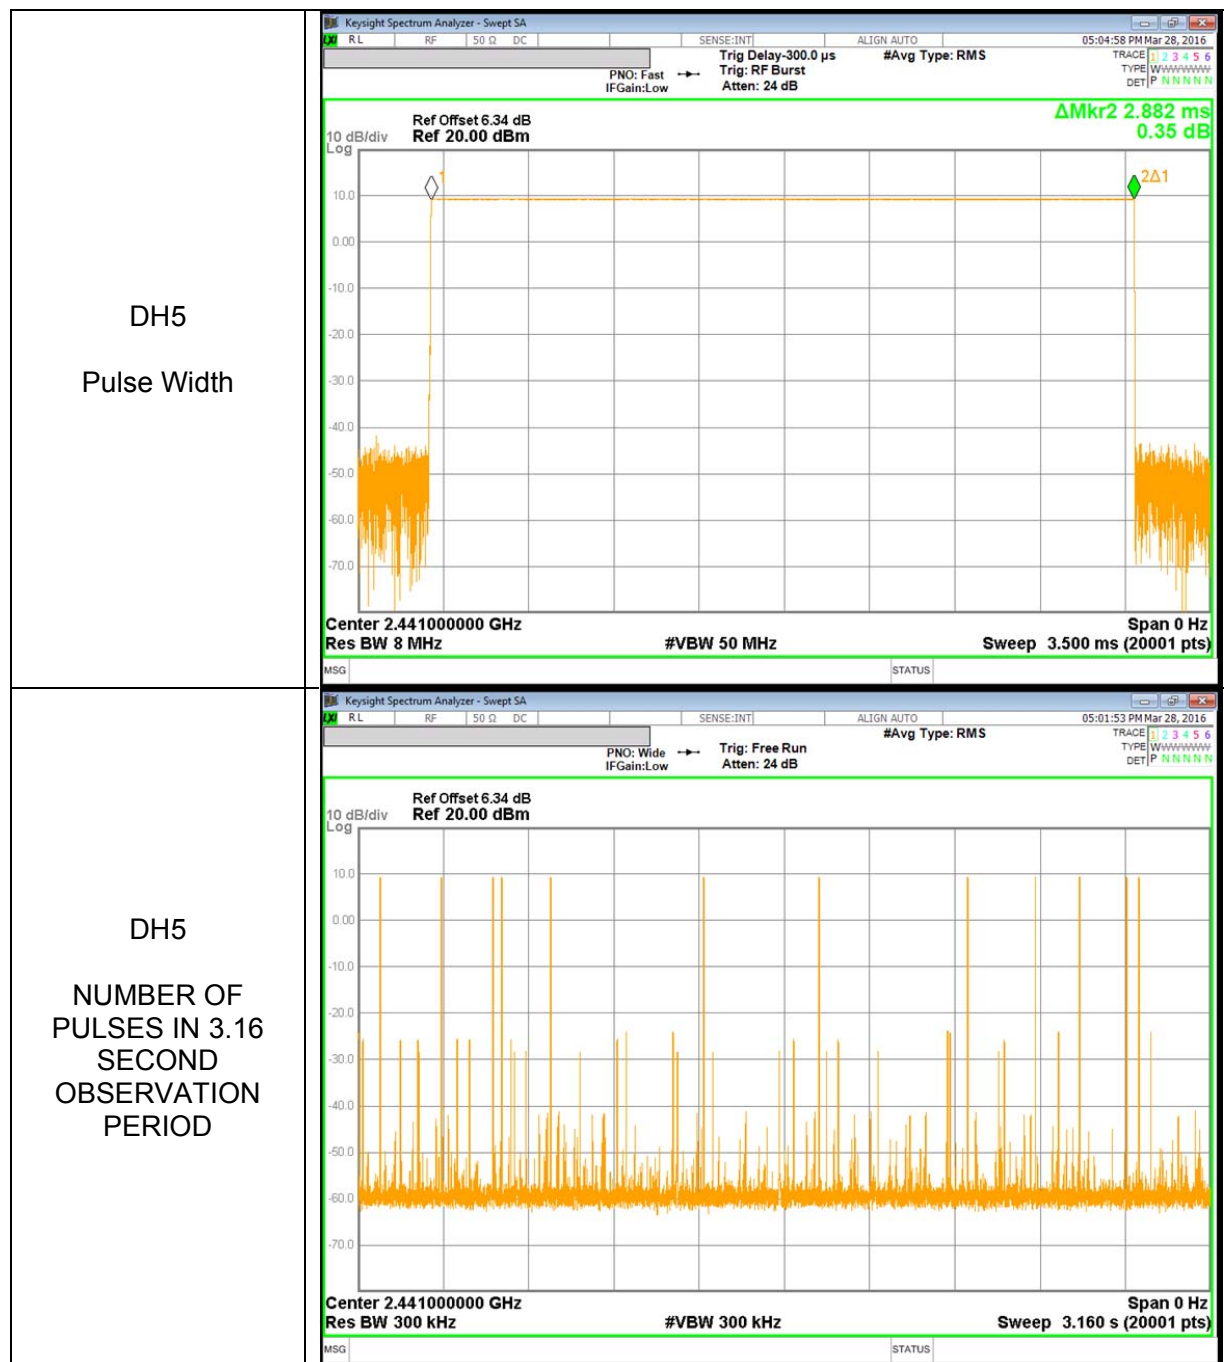 DH5
Pulse Width
Keysight Spectrum Analyzer - Swept SA
LXI RL RF 50 Ω DC SENSE:INT ALIGN AUTO 05:04:58 PM Mar 28, 2016
Trig Delay-300.0 µs #Avg Type: RMS TRACE 1 2 3 4 5 6
PNO: Fast Trig: RF Burst TYPE WWWWWW
IFGain:Low Atten: 24 dB DET P N N N N N
ΔMkr2 2.882 ms
0.35 dB
Ref Offset 6.34 dB
10 dB/div Ref 20.00 dBm
Log
1
2Δ1
10.0
0.00
-10.0
-20.0
-30.0
-40.0
-50.0
-60.0
-70.0
Center 2.441000000 GHz Span 0 Hz
Res BW 8 MHz #VBW 50 MHz Sweep 3.500 ms (20001 pts)
MSG STATUS
DH5
NUMBER OF
PULSES IN 3.16
SECOND
OBSERVATION
PERIOD
Keysight Spectrum Analyzer - Swept SA
LXI RL RF 50 Ω DC SENSE:INT ALIGN AUTO 05:01:53 PM Mar 28, 2016
#Avg Type: RMS TRACE 1 2 3 4 5 6
PNO: Wide Trig: Free Run TYPE WWWWWW
IFGain:Low Atten: 24 dB DET P N N N N N
Ref Offset 6.34 dB
10 dB/div Ref 20.00 dBm
Log
10.0
0.00
-10.0
-20.0
-30.0
-40.0
-50.0
-60.0
-70.0
Center 2.441000000 GHz Span 0 Hz
Res BW 300 kHz #VBW 300 kHz Sweep 3.160 s (20001 pts)
MSG STATUS